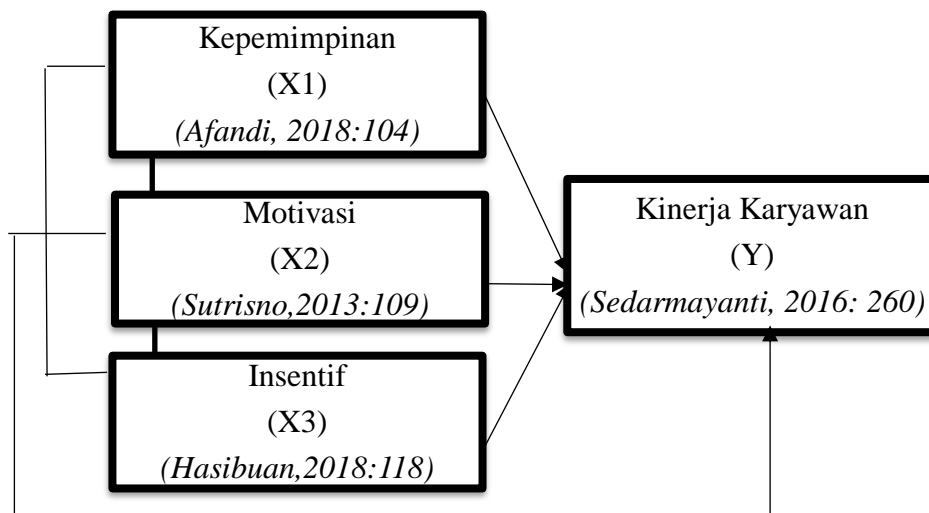 Kepemimpinan
(X1)
(Afandi, 2018:104)
Motivasi
(X2)
(Sutrisno,2013:109)
Insentif
(X3)
(Hasibuan,2018:118)
Kinerja Karyawan
(Y)
(Sedarmayanti, 2016: 260)